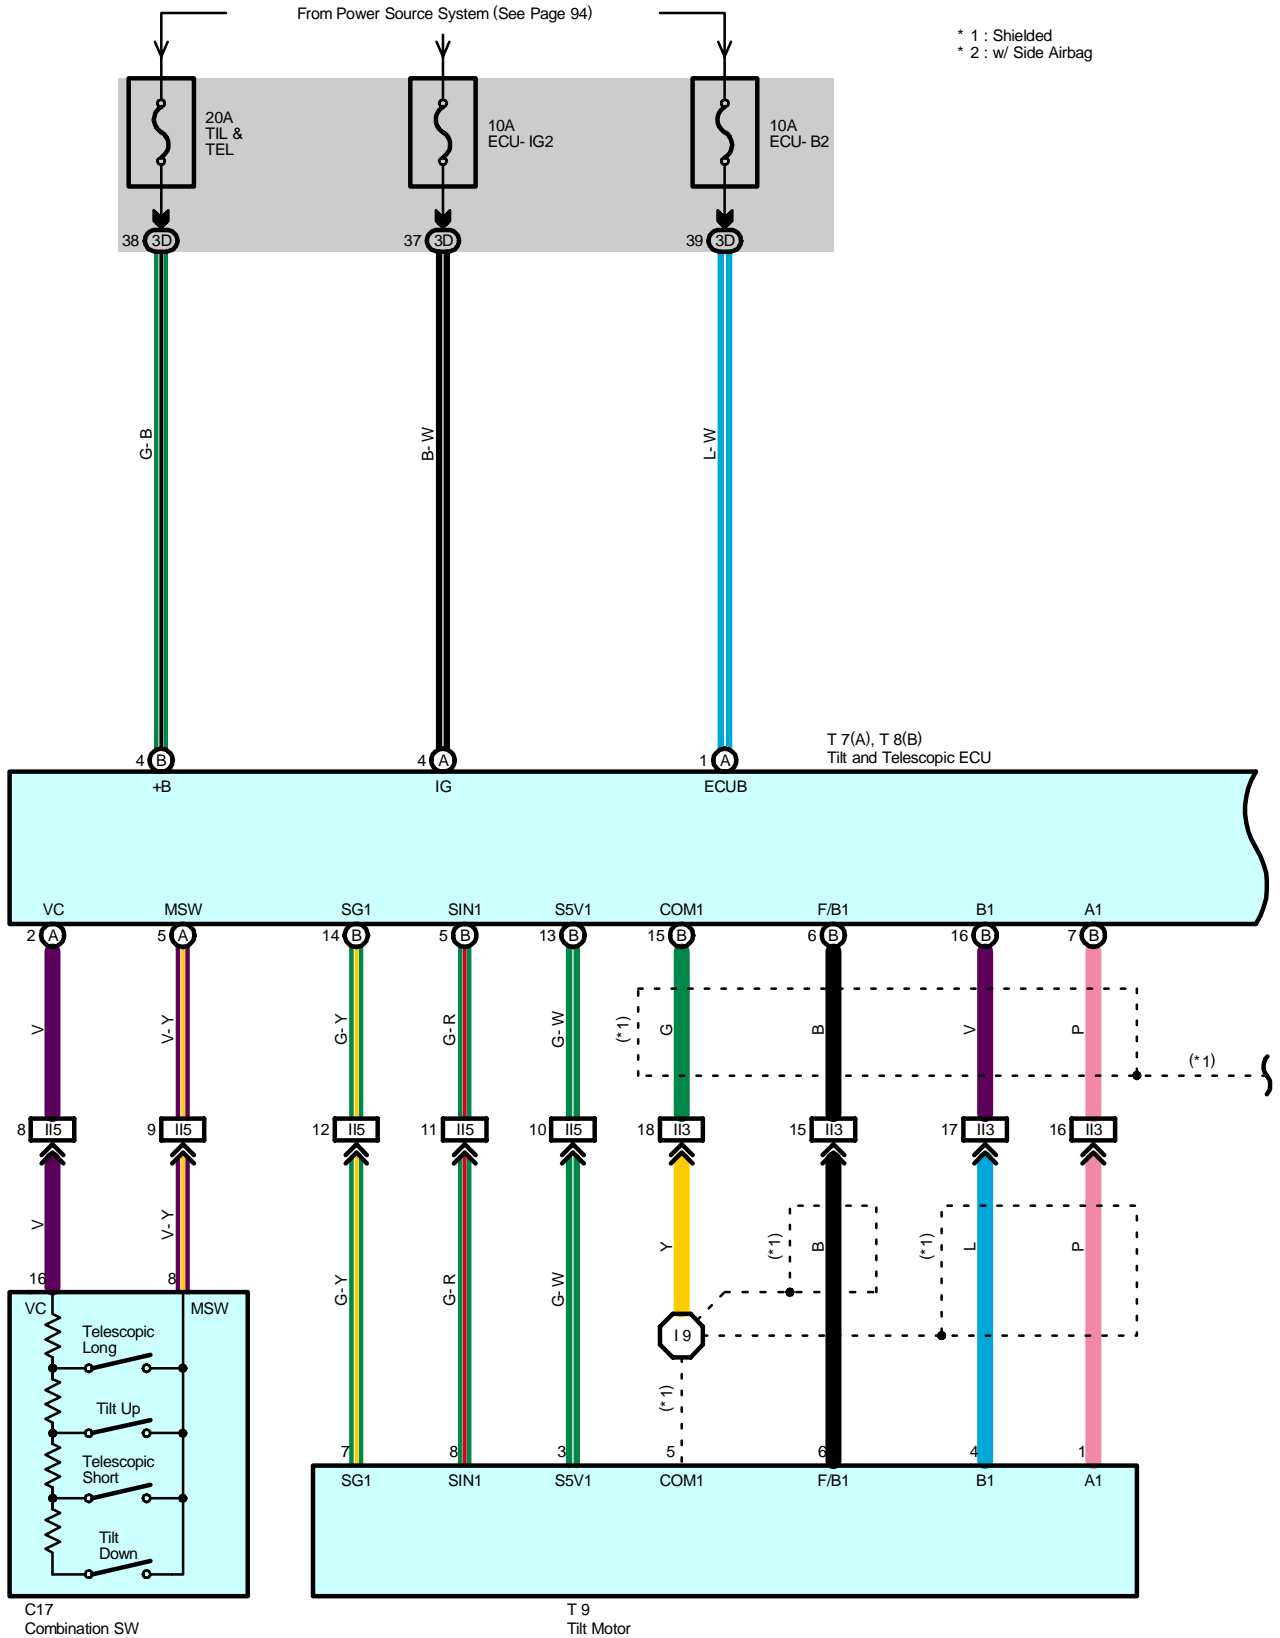 From Power Source System (See Page 94)
* 1 : Shielded
* 2 : w/ Side Airbag
20A
TIL &
TEL
10A
ECU- IG2
10A
ECU- B2
38 3D
37 3D
39 3D
G- B
B- W
L- W
T 7(A), T 8(B)
Tilt and Telescopic ECU
4 B
4 A
1 A
+B
IG
ECUB
VC
MSW
SG1
SIN1
S5V1
COM1
F/B1
B1
A1
2 A
5 A
14 B
5 B
13 B
15 B
6 B
16 B
7 B
V
V- Y
G- Y
G- R
G- W
(*1)
G
B
V
P
(*1)
8 II5
9 II5
12 II5
11 II5
10 II5
18 II3
15 II3
17 II3
16 II3
V
V- Y
G- Y
G- R
G- W
Y
(*1)
B
(*1)
L
P
16
8
VC
MSW
I 9
Telescopic
Long
(*1)
Tilt Up
Telescopic
Short
Tilt
Down
7
8
3
5
6
4
1
SG1
SIN1
S5V1
COM1
F/B1
B1
A1
C17
Combination SW
T 9
Tilt Motor